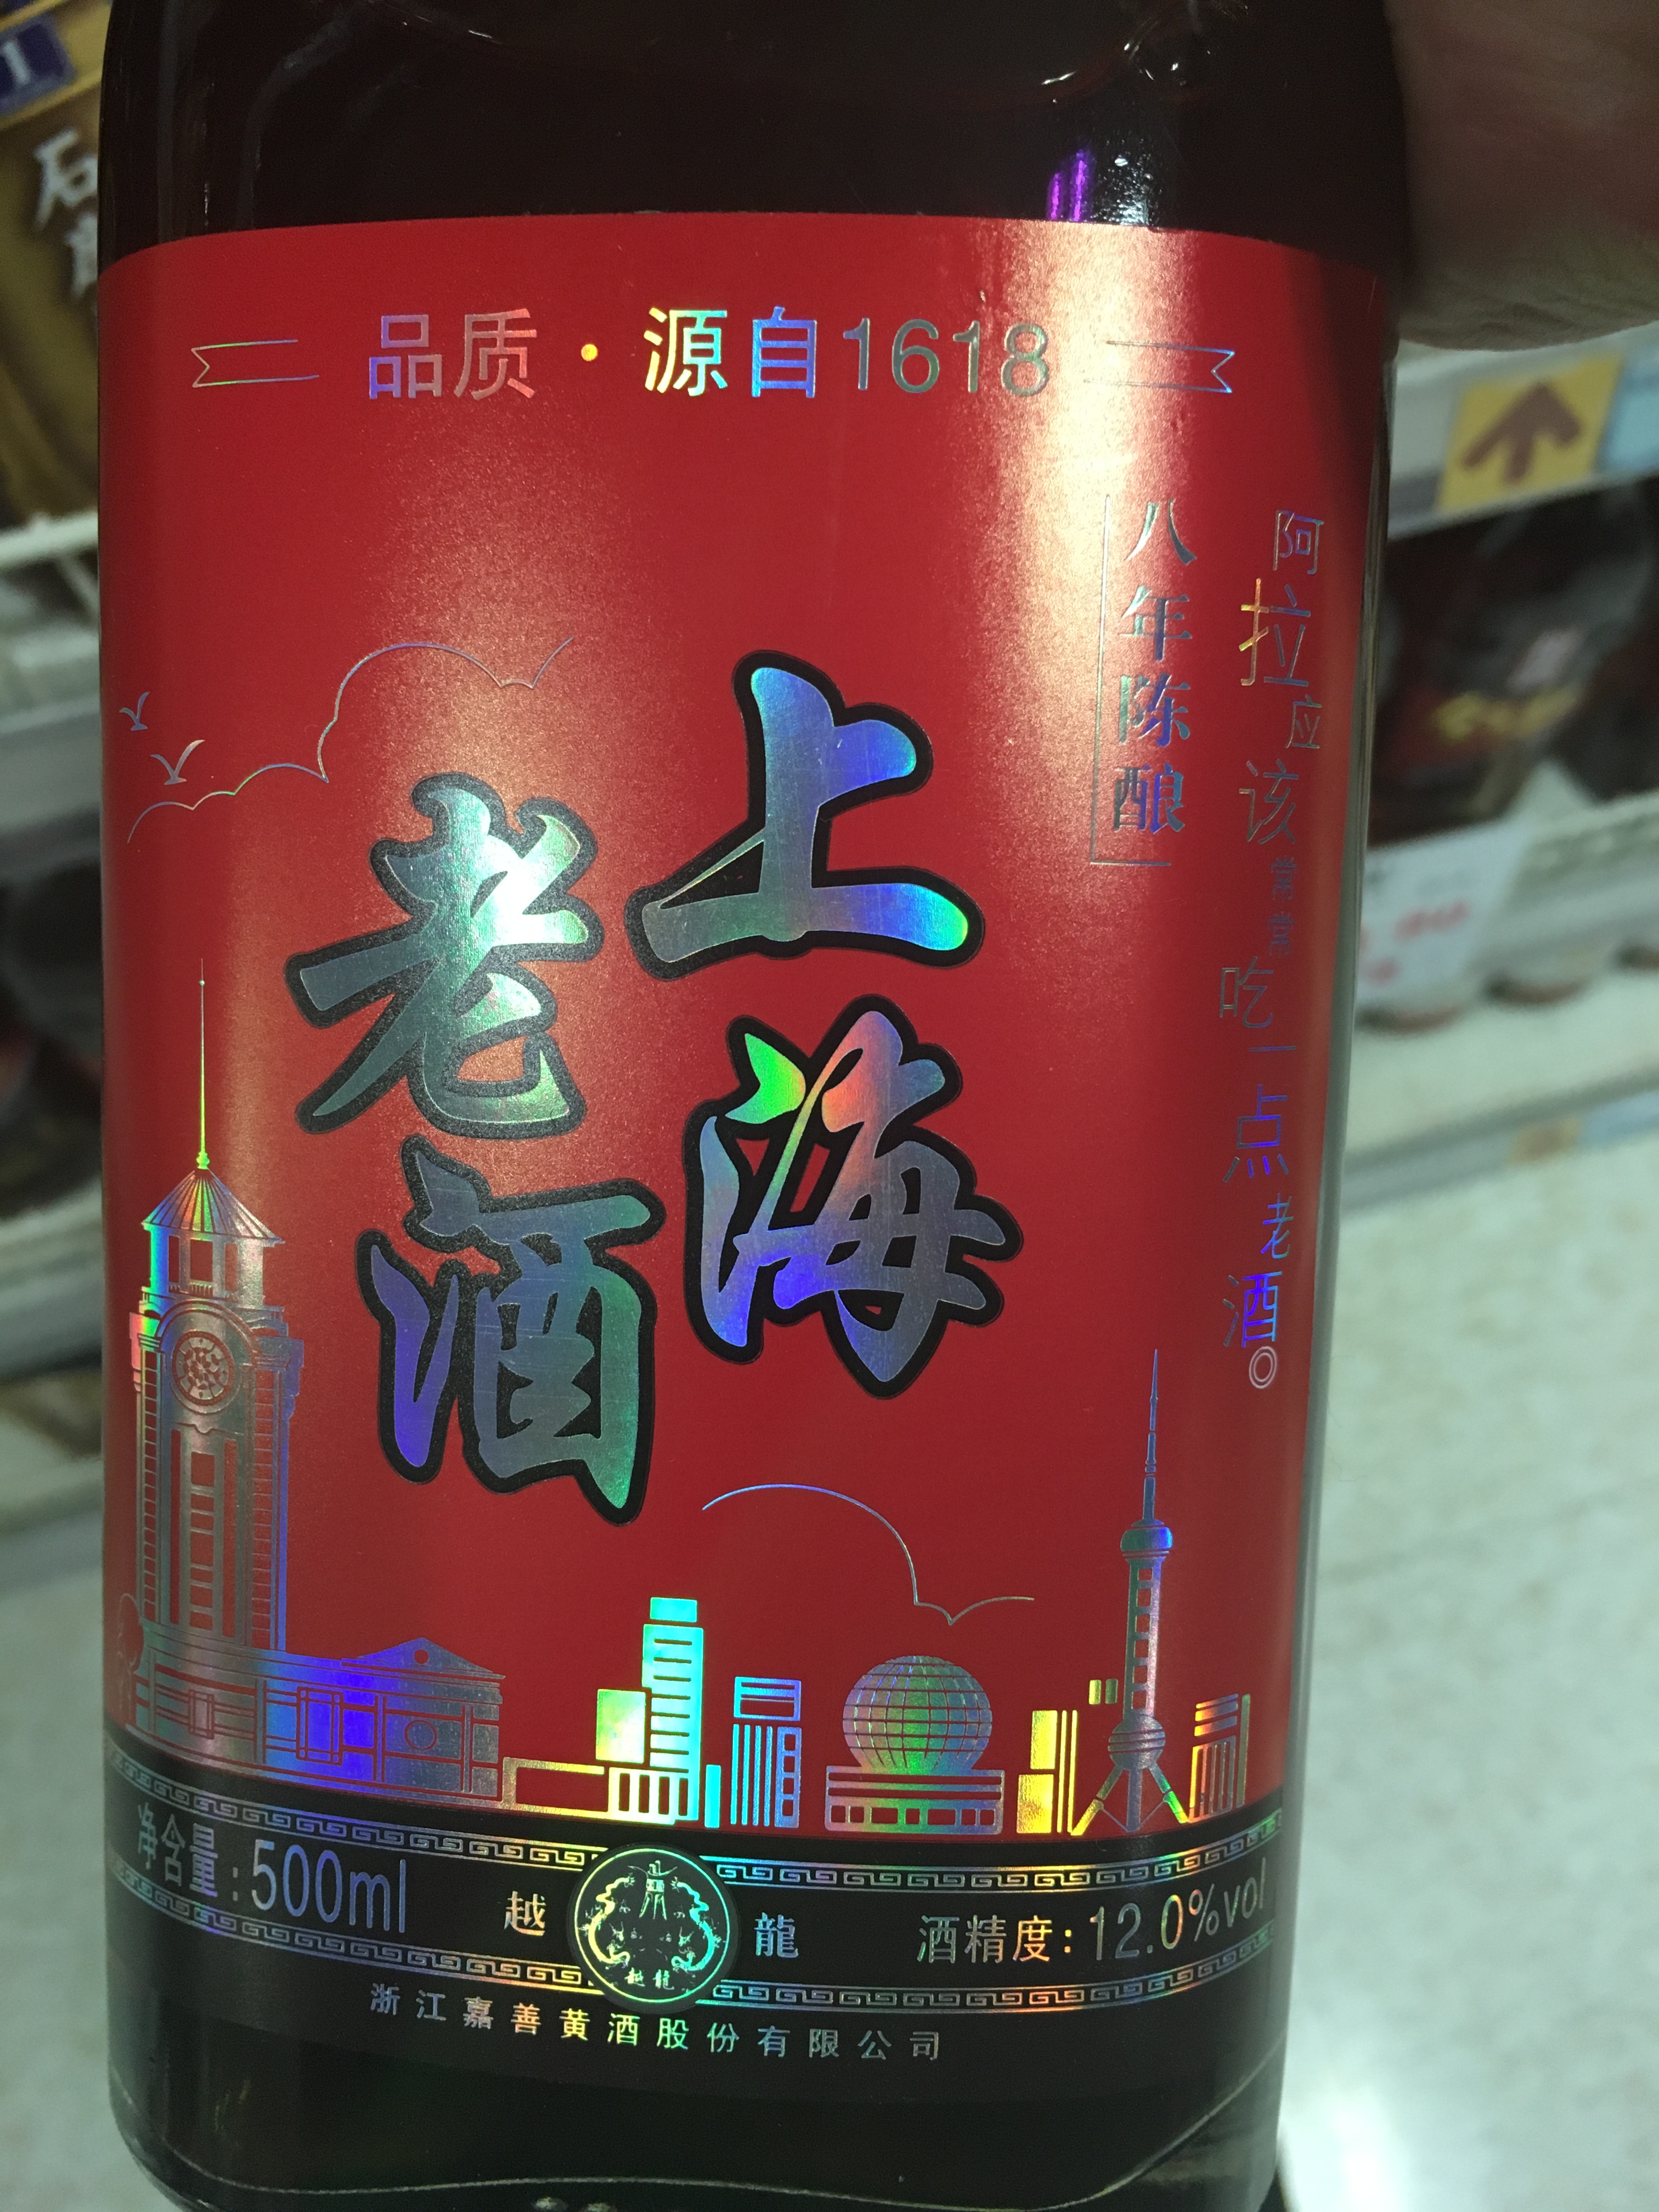 品质·源自1618
阿拉应该常常吃一点老酒。
八年陈酿
上海
老酒
净含量:500ml
越龍
越龍
酒精度:12.0%vol
浙江嘉善黄酒股份有限公司
石
1